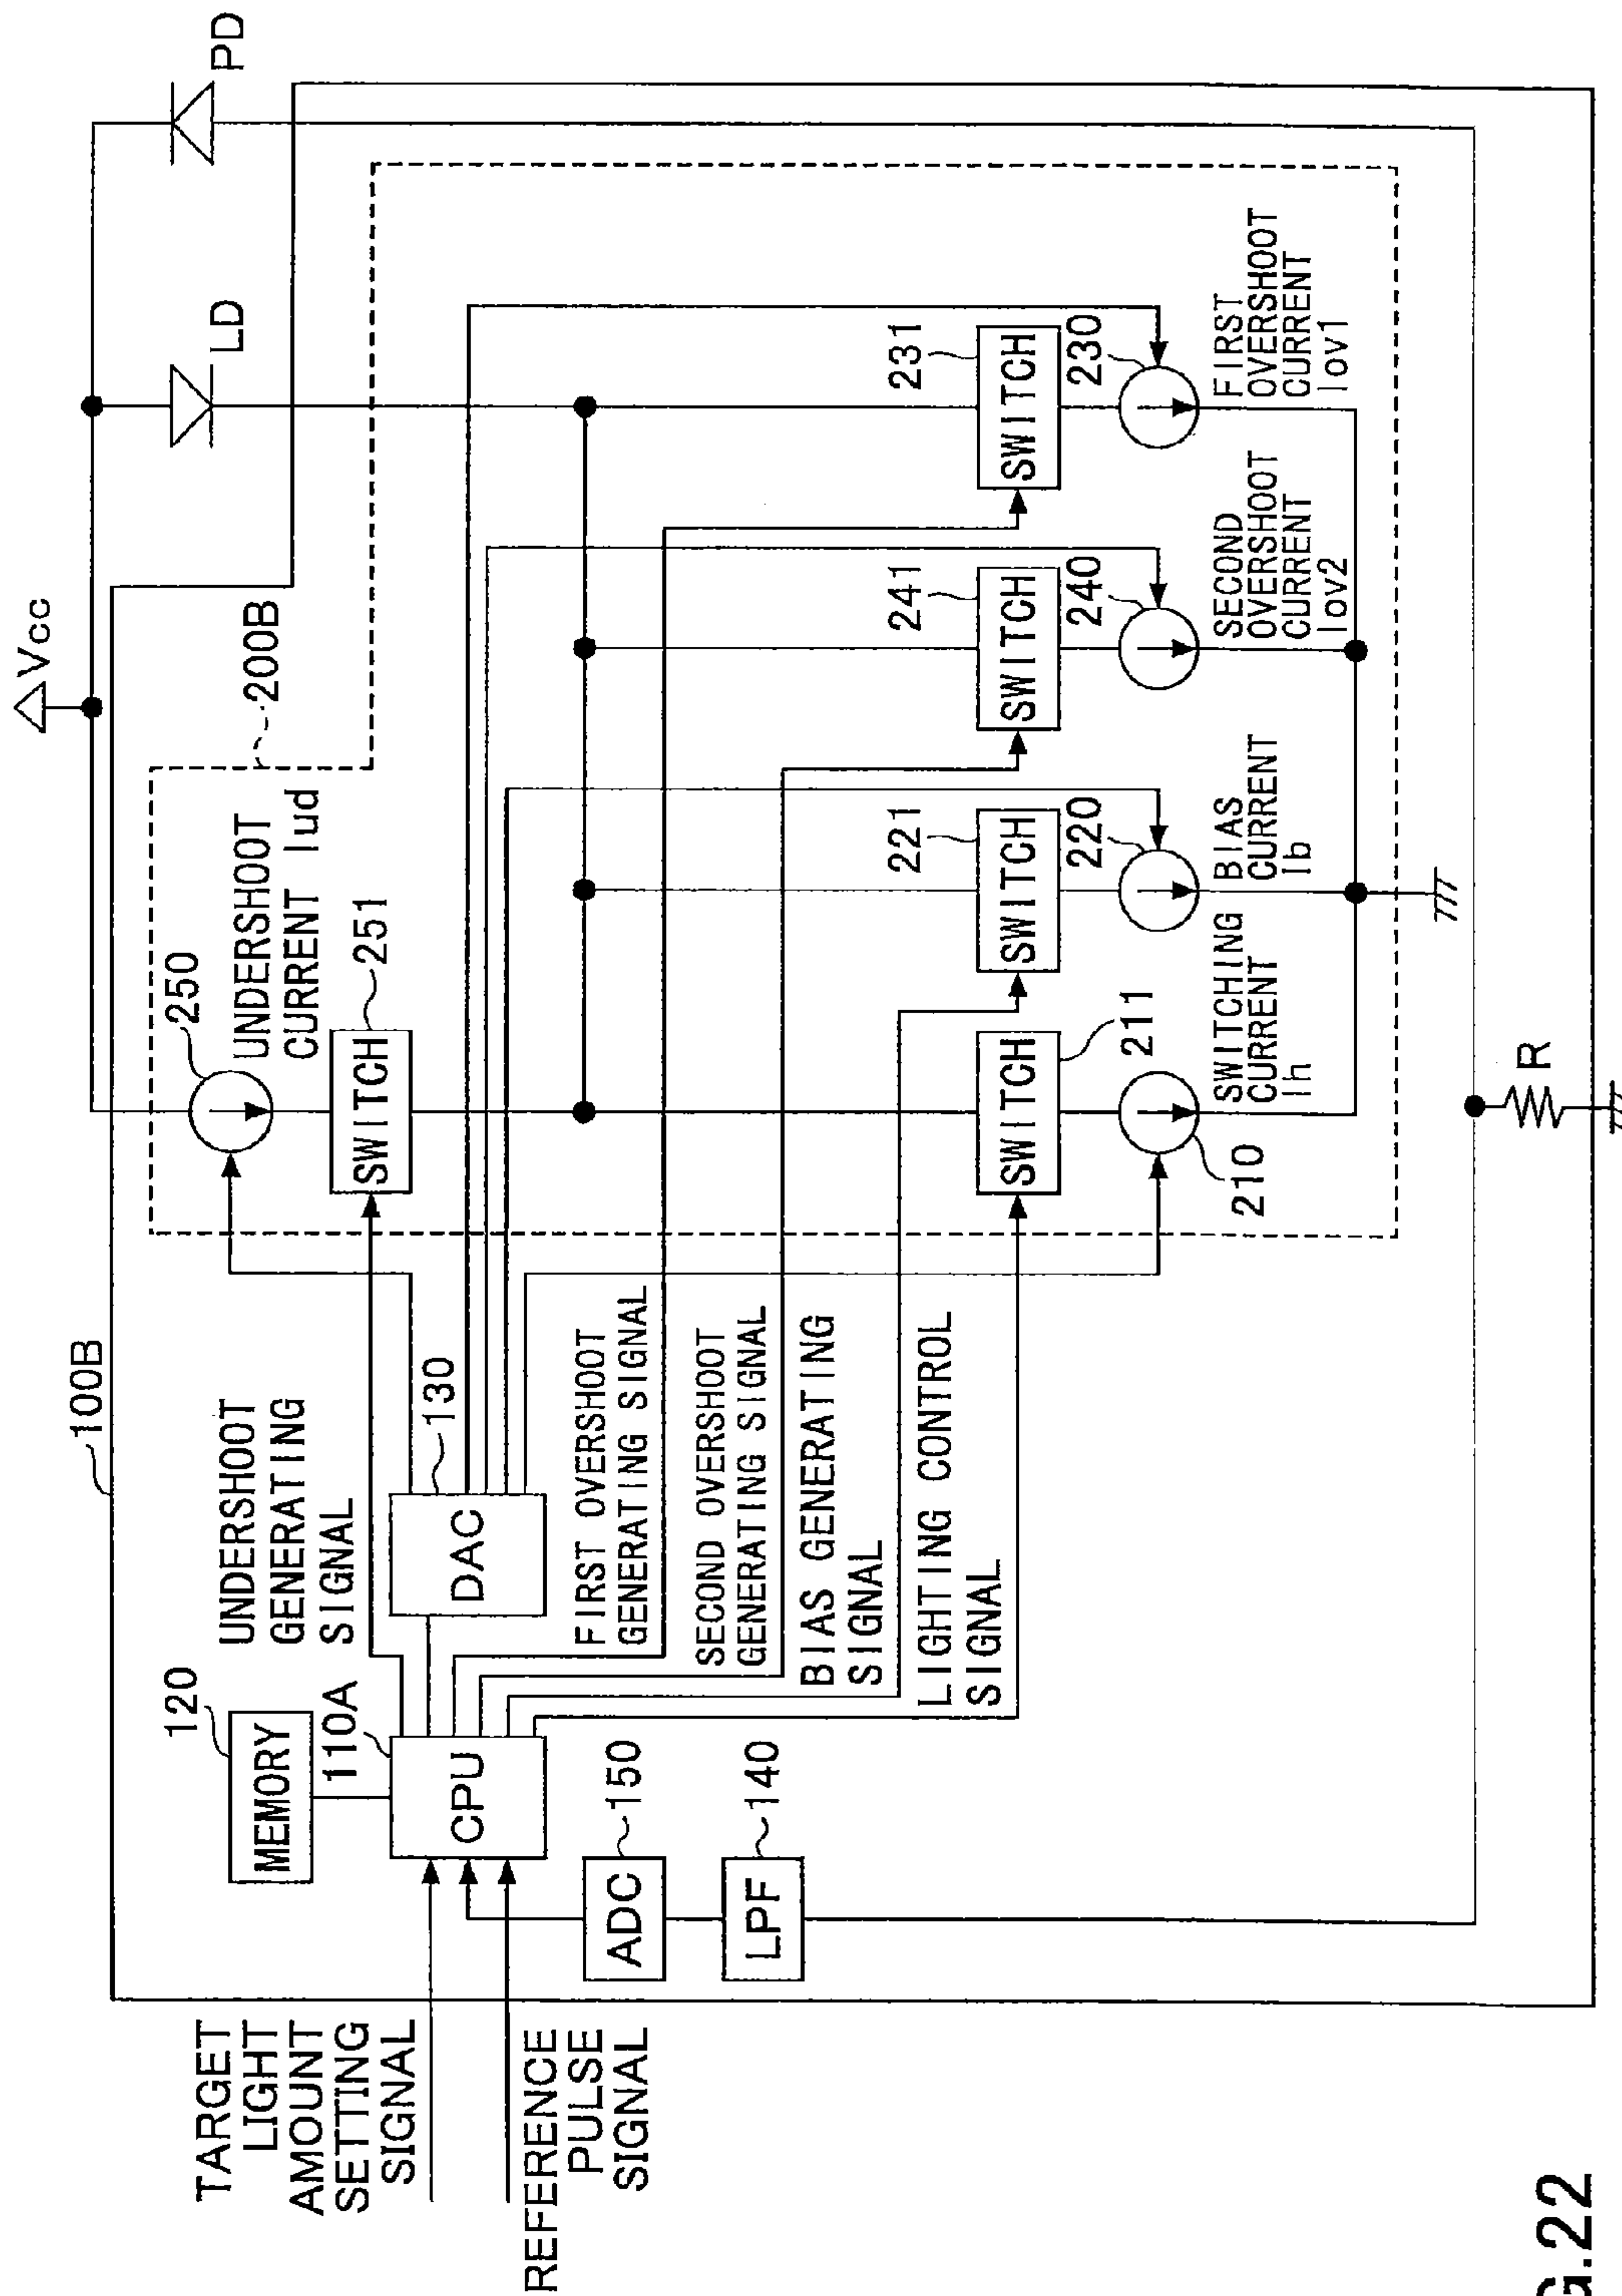 100B
Vcc
TARGET
LIGHT
AMOUNT
SETTING
SIGNAL
REFERENCE
PULSE
SIGNAL
120
MEMORY
110A
CPU
150
ADC
140
LPF
UNDERSHOOT
GENERATING
SIGNAL
130
DAC
FIRST OVERSHOOT
GENERATING SIGNAL
SECOND OVERSHOOT
GENERATING SIGNAL
BIAS GENERATING
SIGNAL
LIGHTING CONTROL
SIGNAL
200B
250
UNDERSHOOT
CURRENT Iud
251
SWITCH
LD
PD
211
SWITCH
210
SWITCHING
CURRENT
Ih
221
SWITCH
220
BIAS
CURRENT
Ib
241
SWITCH
240
SECOND
OVERSHOOT
CURRENT
Iov2
231
SWITCH
230
FIRST
OVERSHOOT
CURRENT
Iov1
R
G.22